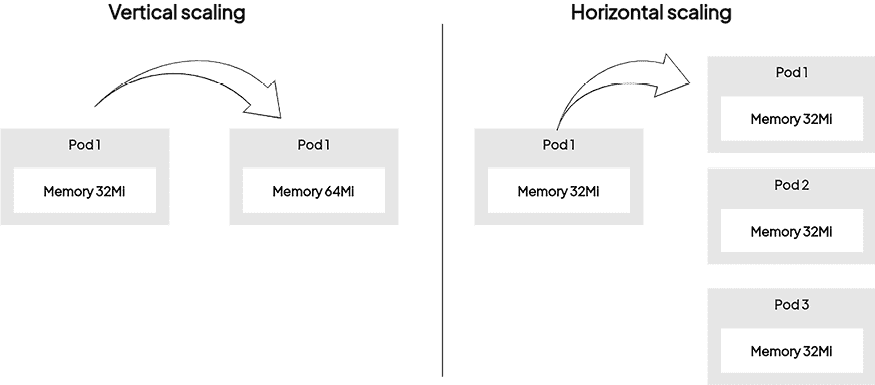 Vertical scaling
Pod 1
Memory 32Mi
Pod 1
Memory 64Mi
Horizontal scaling
Pod 1
Memory 32Mi
Pod 1
Memory 32Mi
Pod 2
Memory 32Mi
Pod 3
Memory 32Mi